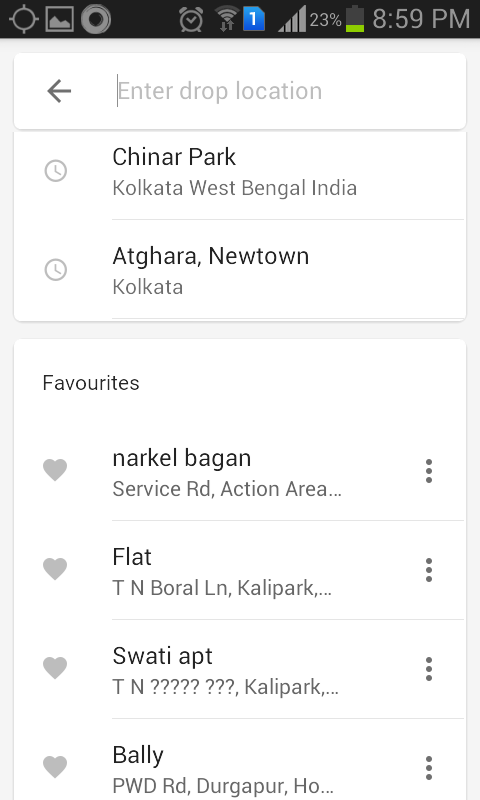 1 23% 8:59 PM
Enter drop location
Chinar Park
Kolkata West Bengal India
Atghara, Newtown
Kolkata
Favourites
narkel bagan
Service Rd, Action Area...
Flat
T N Boral Ln, Kalipark,...
Swati apt
T N ????? ???, Kalipark,...
Bally
PWD Rd, Durgapur, Ho...